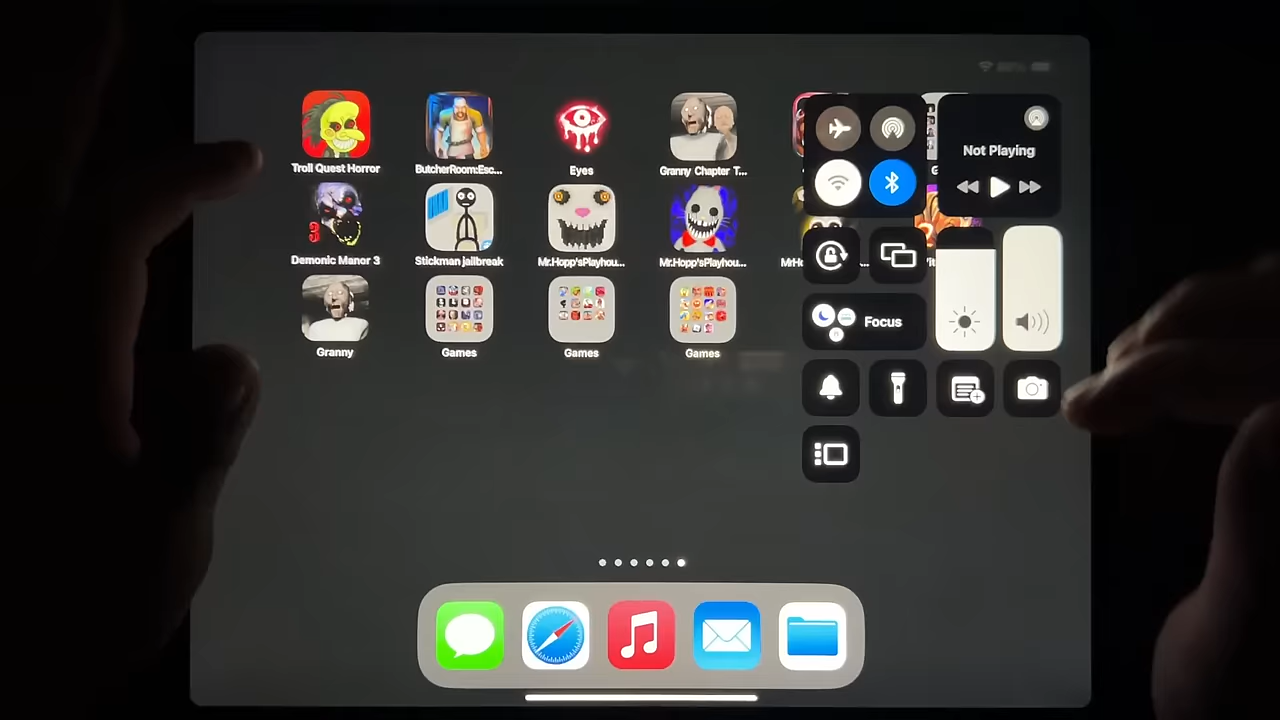 Troll Quest Horror
ButcherRoom:Esc...
Eyes
Granny Chapter T...
Not Playing
Demonic Manor 3
Stickman jailbreak
Mr.Hopp'sPlayhou...
Mr.Hopp'sPlayhou...
Focus
Granny
Games
Games
Games